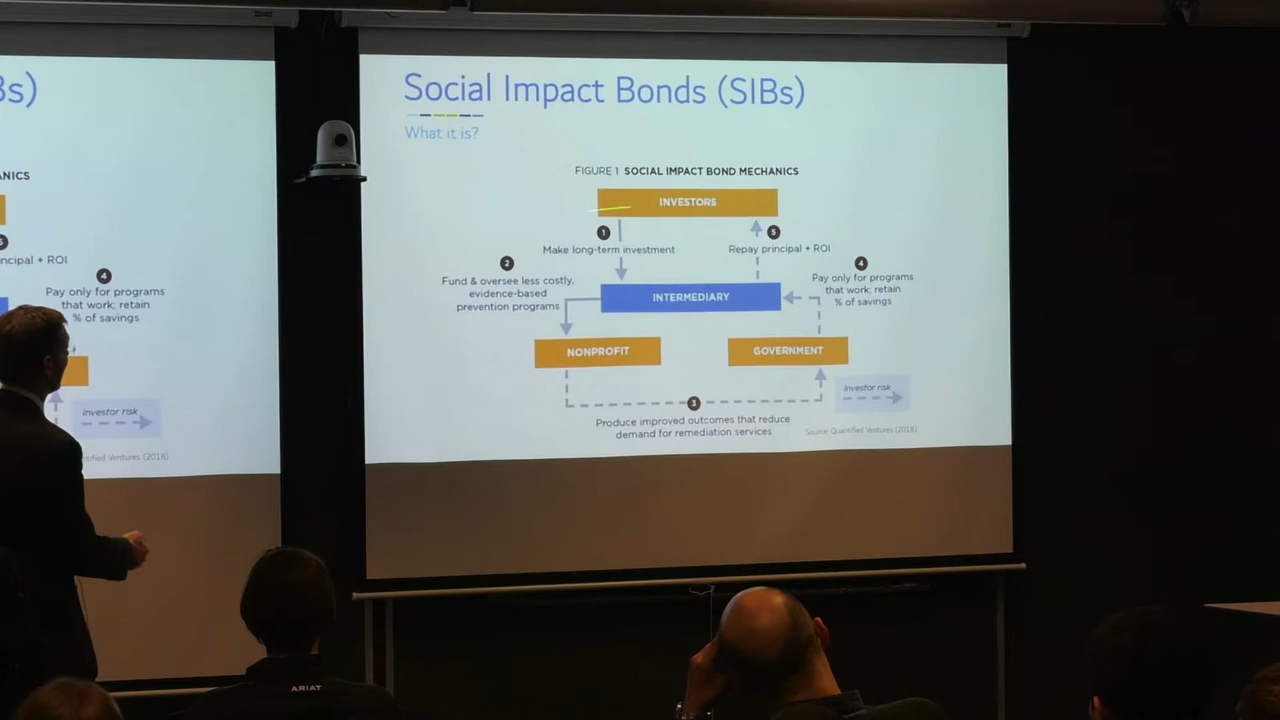 Bs)
ANICS
ncipal + ROI
4
Pay only for programs
that work; retain
% of savings
Investor risk
ntified Ventures (2018)
Social Impact Bonds (SIBs)
What it is?
FIGURE 1 SOCIAL IMPACT BOND MECHANICS
INVESTORS
1
Make long-term investment
5
Repay principal + ROI
2
Fund & oversee less costly,
evidence-based
prevention programs
4
Pay only for programs
that work; retain
% of savings
INTERMEDIARY
NONPROFIT
GOVERNMENT
Investor risk
3
Produce improved outcomes that reduce
demand for remediation services
Source Quantified Ventures (2018)
ARIAT